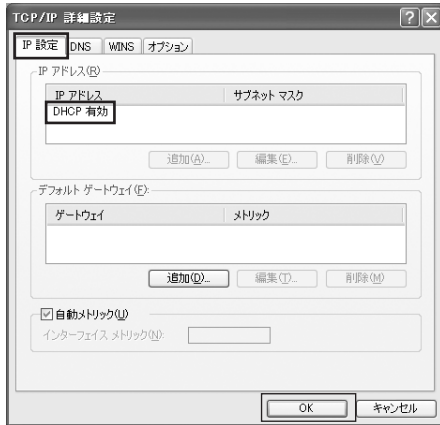 TCP/IP 詳細設定
IP 設定 DNS WINS オプション
IP アドレス(R)
IP アドレス サブネット マスク
DHCP 有効
追加(A)... 編集(E)... 削除(V)
デフォルト ゲートウェイ(F):
ゲートウェイ メトリック
追加(D)... 編集(T)... 削除(M)
自動メトリック(U)
インターフェイス メトリック(N):
OK キャンセル